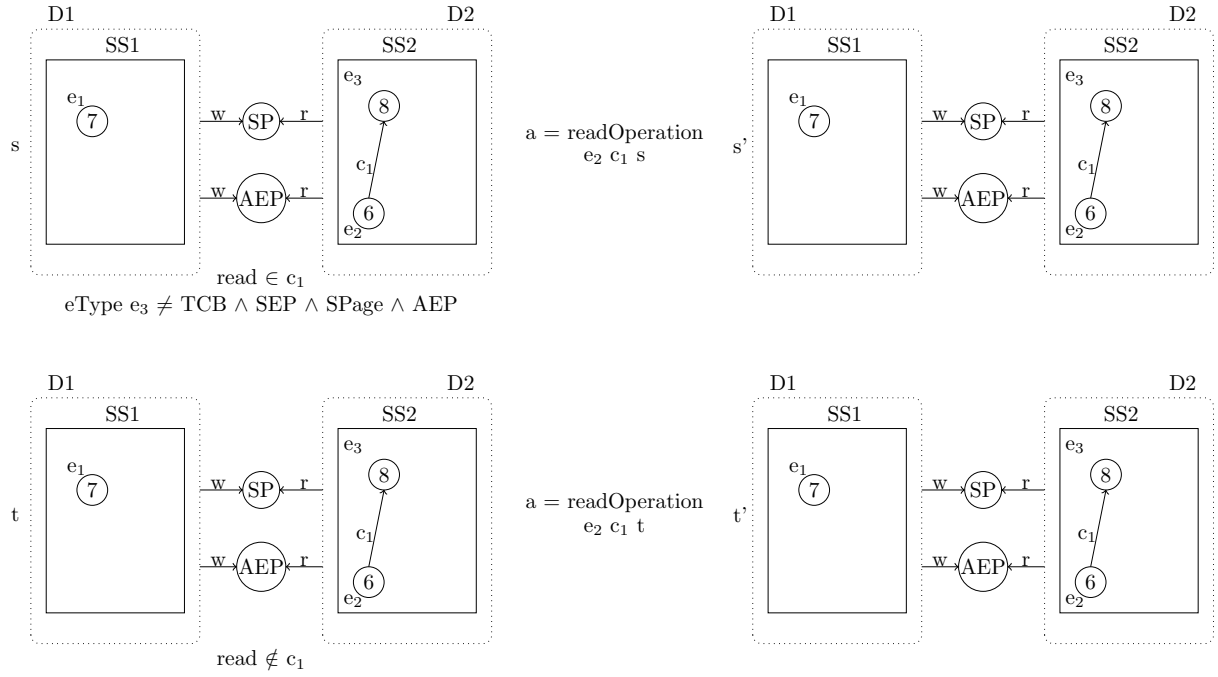 D1 D2 D1 D2
SS1 SS2 SS1 SS2
e₃ e₃
e₁ 8 e₁ 8
7 w SP r 7 w SP r
a = readOperation
s e₂ c₁ s s'
c₁ c₁
w AEP r w AEP r
6 6
e₂ e₂
read ∈ c₁
eType e₃ ≠ TCB ∧ SEP ∧ SPage ∧ AEP
D1 D2 D1 D2
SS1 SS2 SS1 SS2
e₃ e₃
e₁ 8 e₁ 8
7 w SP r 7 w SP r
a = readOperation
t e₂ c₁ t t'
c₁ c₁
w AEP r w AEP r
6 6
e₂ e₂
read ∉ c₁